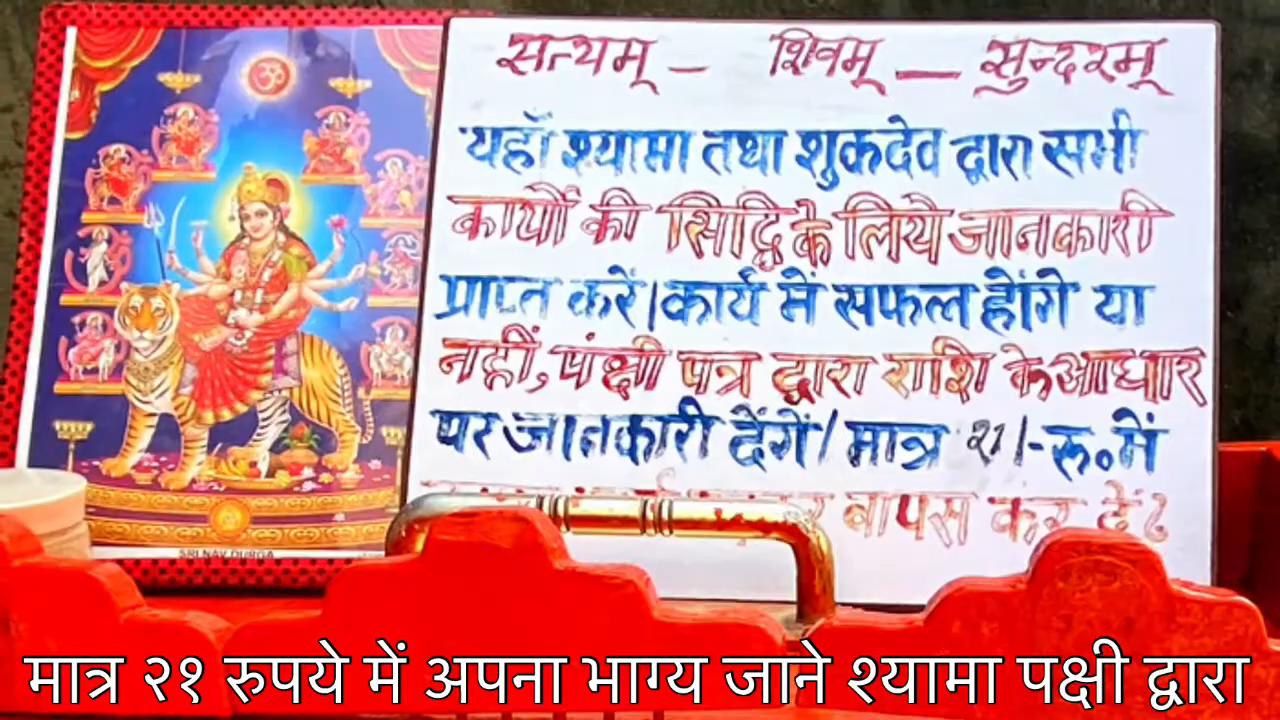 सत्यम् – शिवम् – सुन्दरम्
यहाँ श्यामा तथा शुकदेव द्वारा सभी
कार्यों की सिद्धि के लिये जानकारी
प्राप्त करें। कार्य में सफल होंगे या
नहीं, पंक्षी पत्र द्वारा राशि के आधार
पर जानकारी देंगें। मात्र २१/- रु॰ में
वापस कर दें
ॐ
SRI NAV DURGA
मात्र २१ रुपये में अपना भाग्य जाने श्यामा पक्षी द्वारा